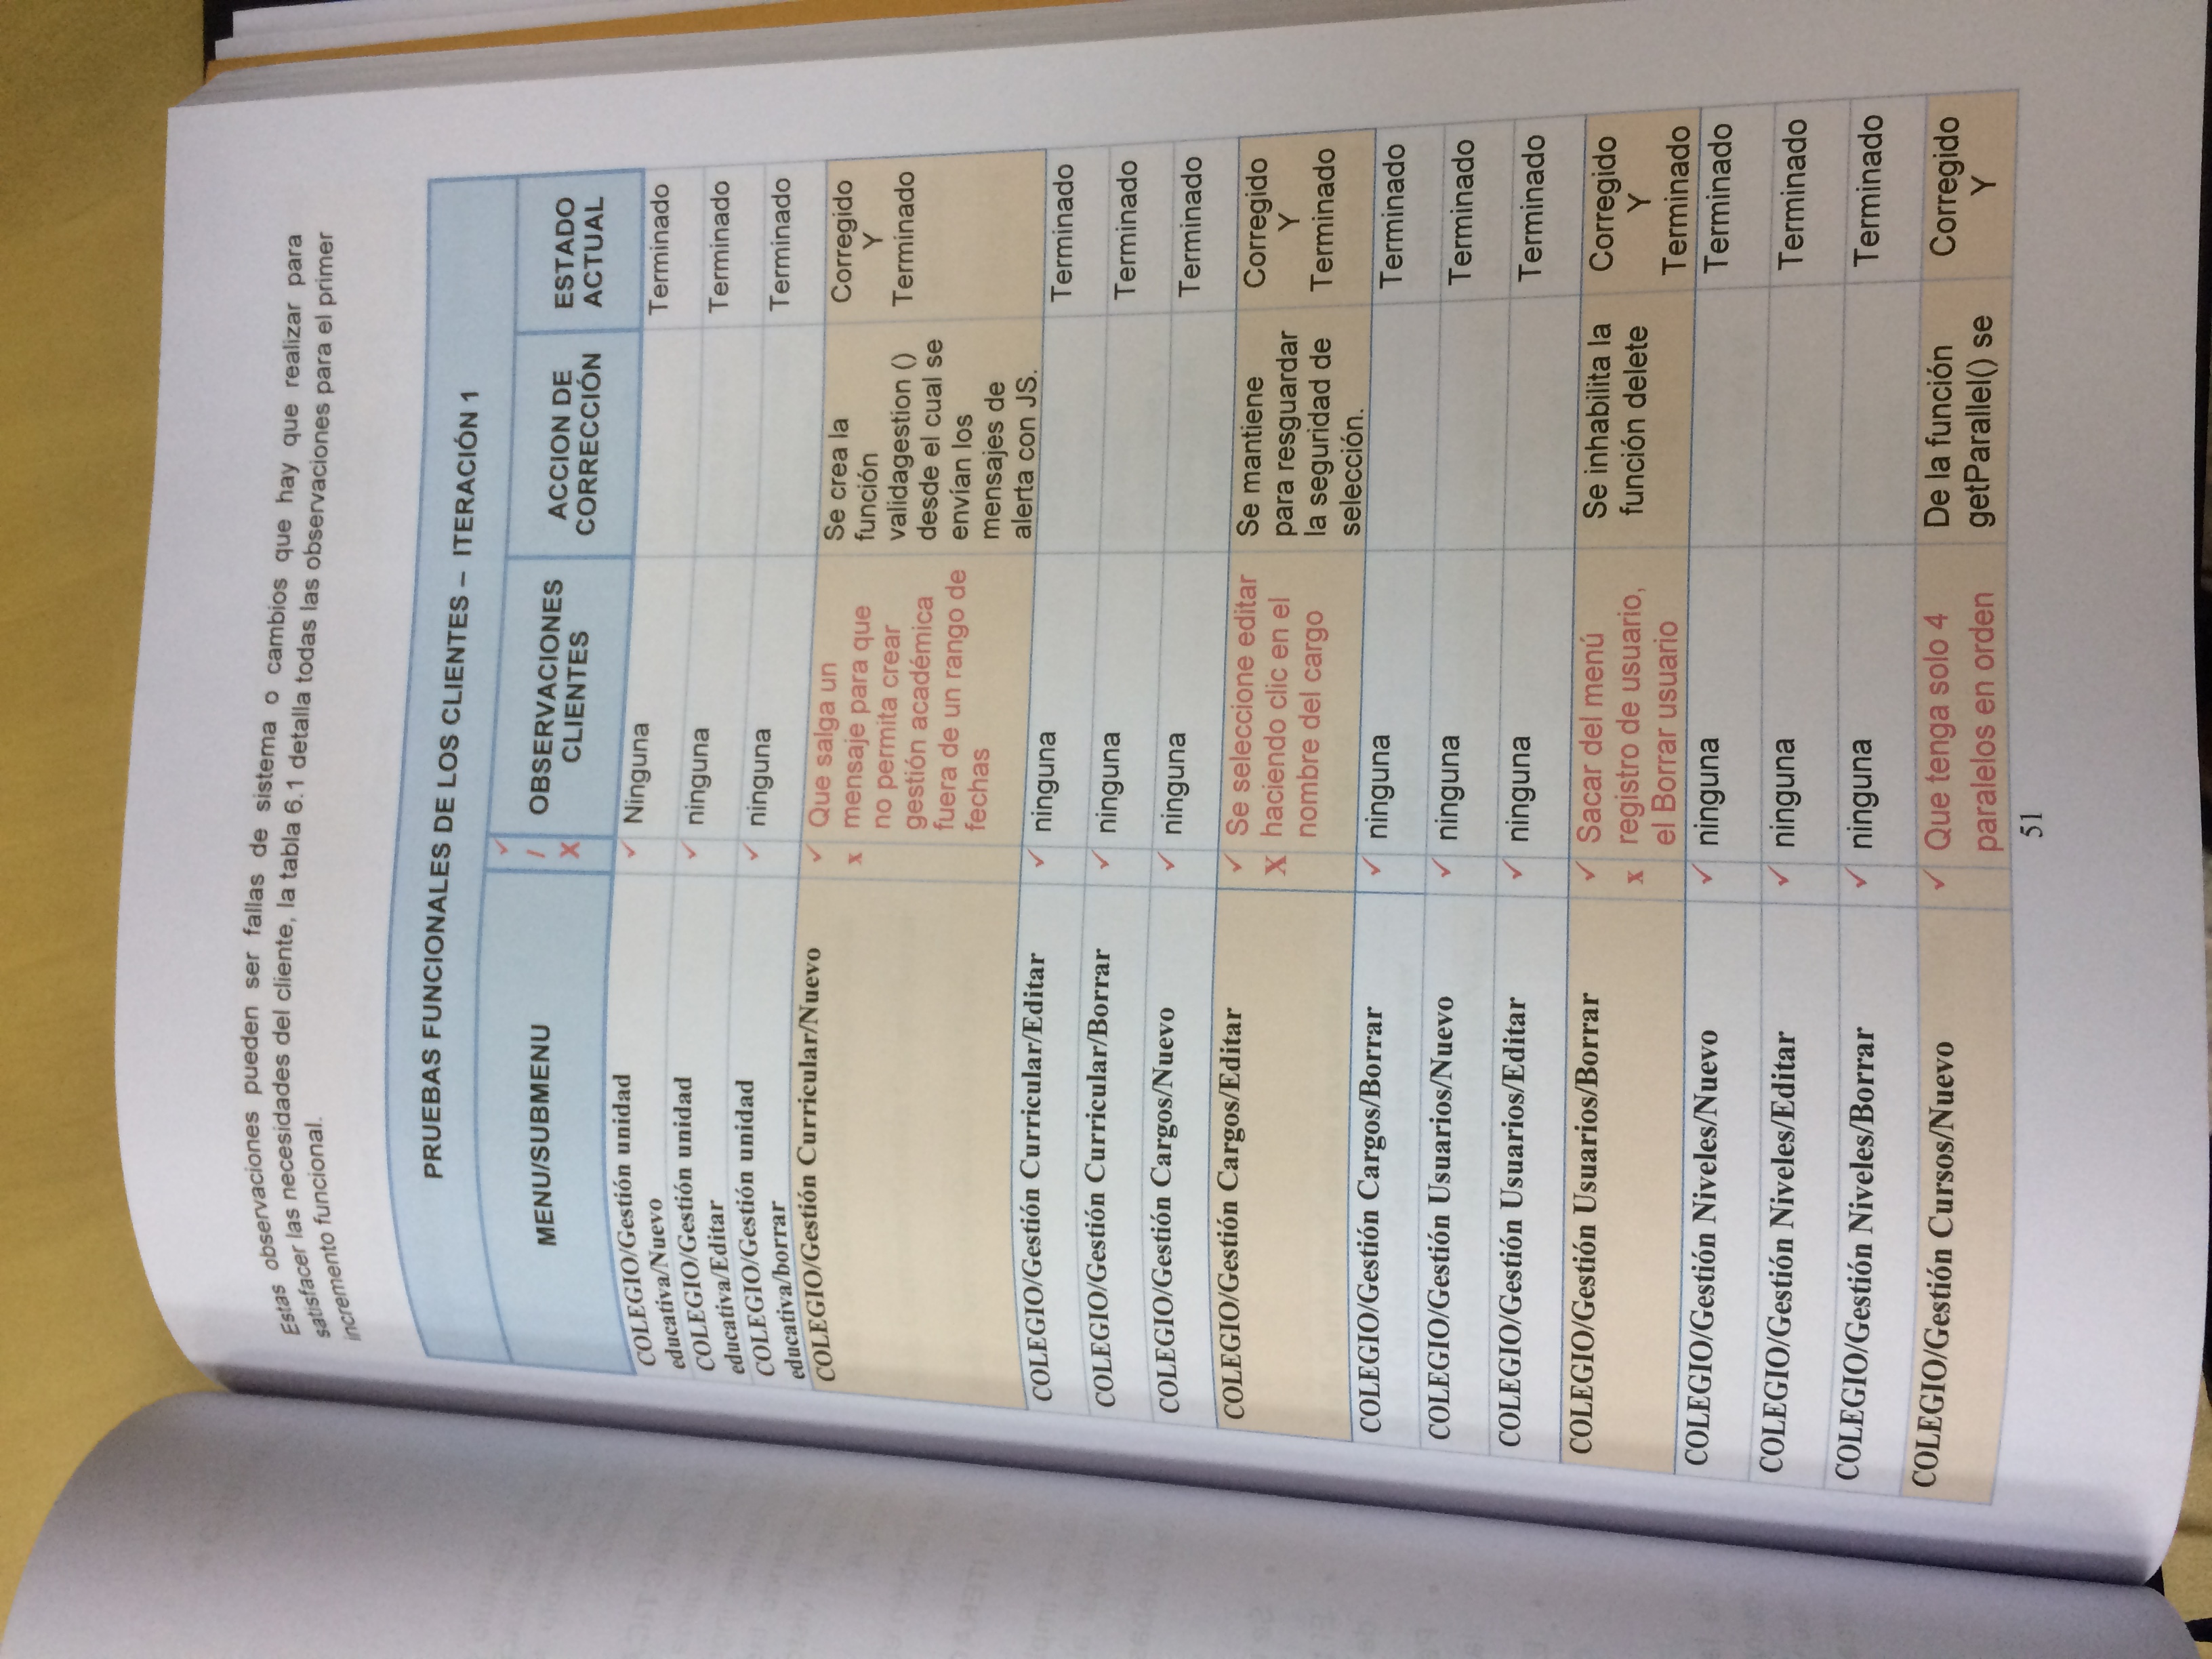 Estas observaciones pueden ser fallas de sistema o cambios que hay que realizar para
satisfacer las necesidades del cliente, la tabla 6.1 detalla todas las observaciones para el primer
incremento funcional.
PRUEBAS FUNCIONALES DE LOS CLIENTES – ITERACIÓN 1
MENU/SUBMENU
✓
/
X
OBSERVACIONES
CLIENTES
ACCION DE
CORRECCIÓN
ESTADO
ACTUAL
COLEGIO/Gestión unidad
educativa/Nuevo
✓ Ninguna
Terminado
COLEGIO/Gestión unidad
educativa/Editar
✓ ninguna
Terminado
COLEGIO/Gestión unidad
educativa/borrar
✓ ninguna
Terminado
COLEGIO/Gestión Curricular/Nuevo
✓
x
Que salga un
mensaje para que
no permita crear
gestión académica
fuera de un rango de
fechas
Se crea la
función
validagestion ()
desde el cual se
envían los
mensajes de
alerta con JS.
Corregido
Y
Terminado
COLEGIO/Gestión Curricular/Editar
✓ ninguna
Terminado
COLEGIO/Gestión Curricular/Borrar
✓ ninguna
Terminado
COLEGIO/Gestión Cargos/Nuevo
✓ ninguna
Terminado
COLEGIO/Gestión Cargos/Editar
✓
X
Se seleccione editar
haciendo clic en el
nombre del cargo
Se mantiene
para resguardar
la seguridad de
selección.
Corregido
Y
Terminado
COLEGIO/Gestión Cargos/Borrar
✓ ninguna
Terminado
COLEGIO/Gestión Usuarios/Nuevo
✓ ninguna
Terminado
COLEGIO/Gestión Usuarios/Editar
✓ ninguna
Terminado
COLEGIO/Gestión Usuarios/Borrar
✓
x
Sacar del menú
registro de usuario,
el Borrar usuario
Se inhabilita la
función delete
Corregido
Y
Terminado
COLEGIO/Gestión Niveles/Nuevo
✓ ninguna
Terminado
COLEGIO/Gestión Niveles/Editar
✓ ninguna
Terminado
COLEGIO/Gestión Niveles/Borrar
✓ ninguna
Terminado
COLEGIO/Gestión Cursos/Nuevo
✓
Que tenga solo 4
paralelos en orden
De la función
getParallel() se
Corregido
Y
51